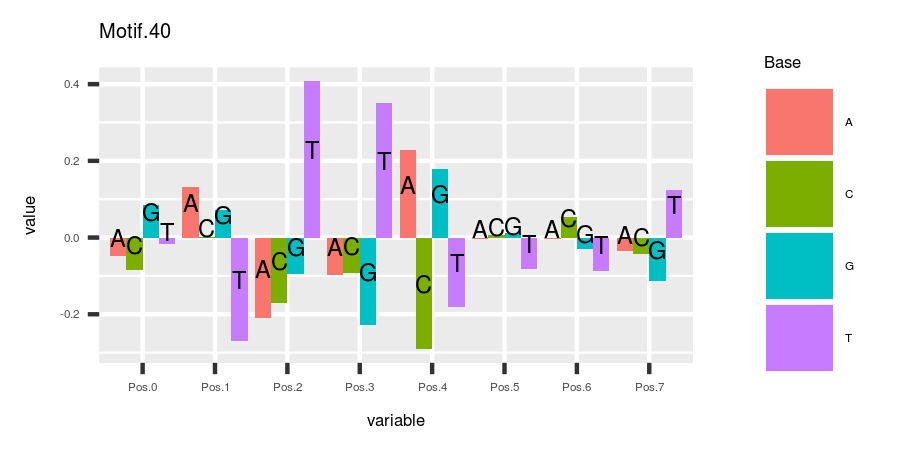 Motif.40
value
0.4
0.2
0.0
-0.2
A C G T A C G T A C G T A C G T A C G T A C G T A C G T A C G T
Pos.0 Pos.1 Pos.2 Pos.3 Pos.4 Pos.5 Pos.6 Pos.7
variable
Base
A
C
G
T